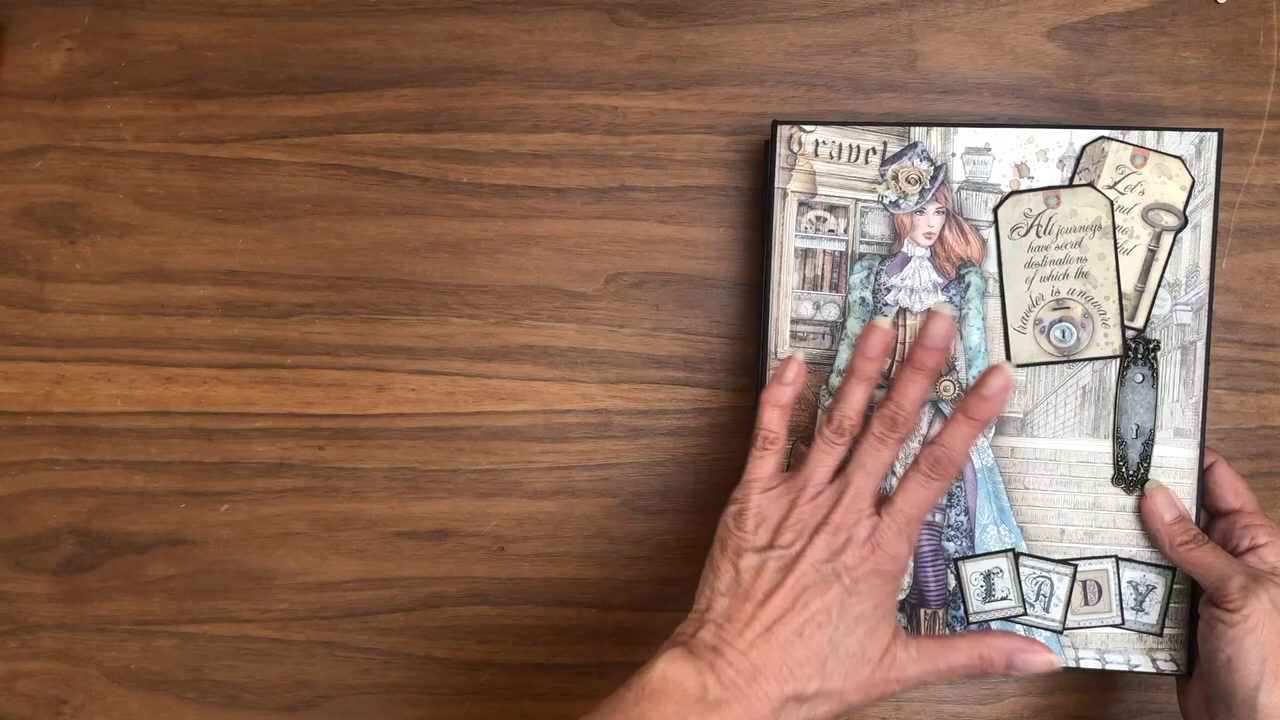 Travel
Let's
All journeys
have secret
destinations
of which the
traveler is unaware
LADY